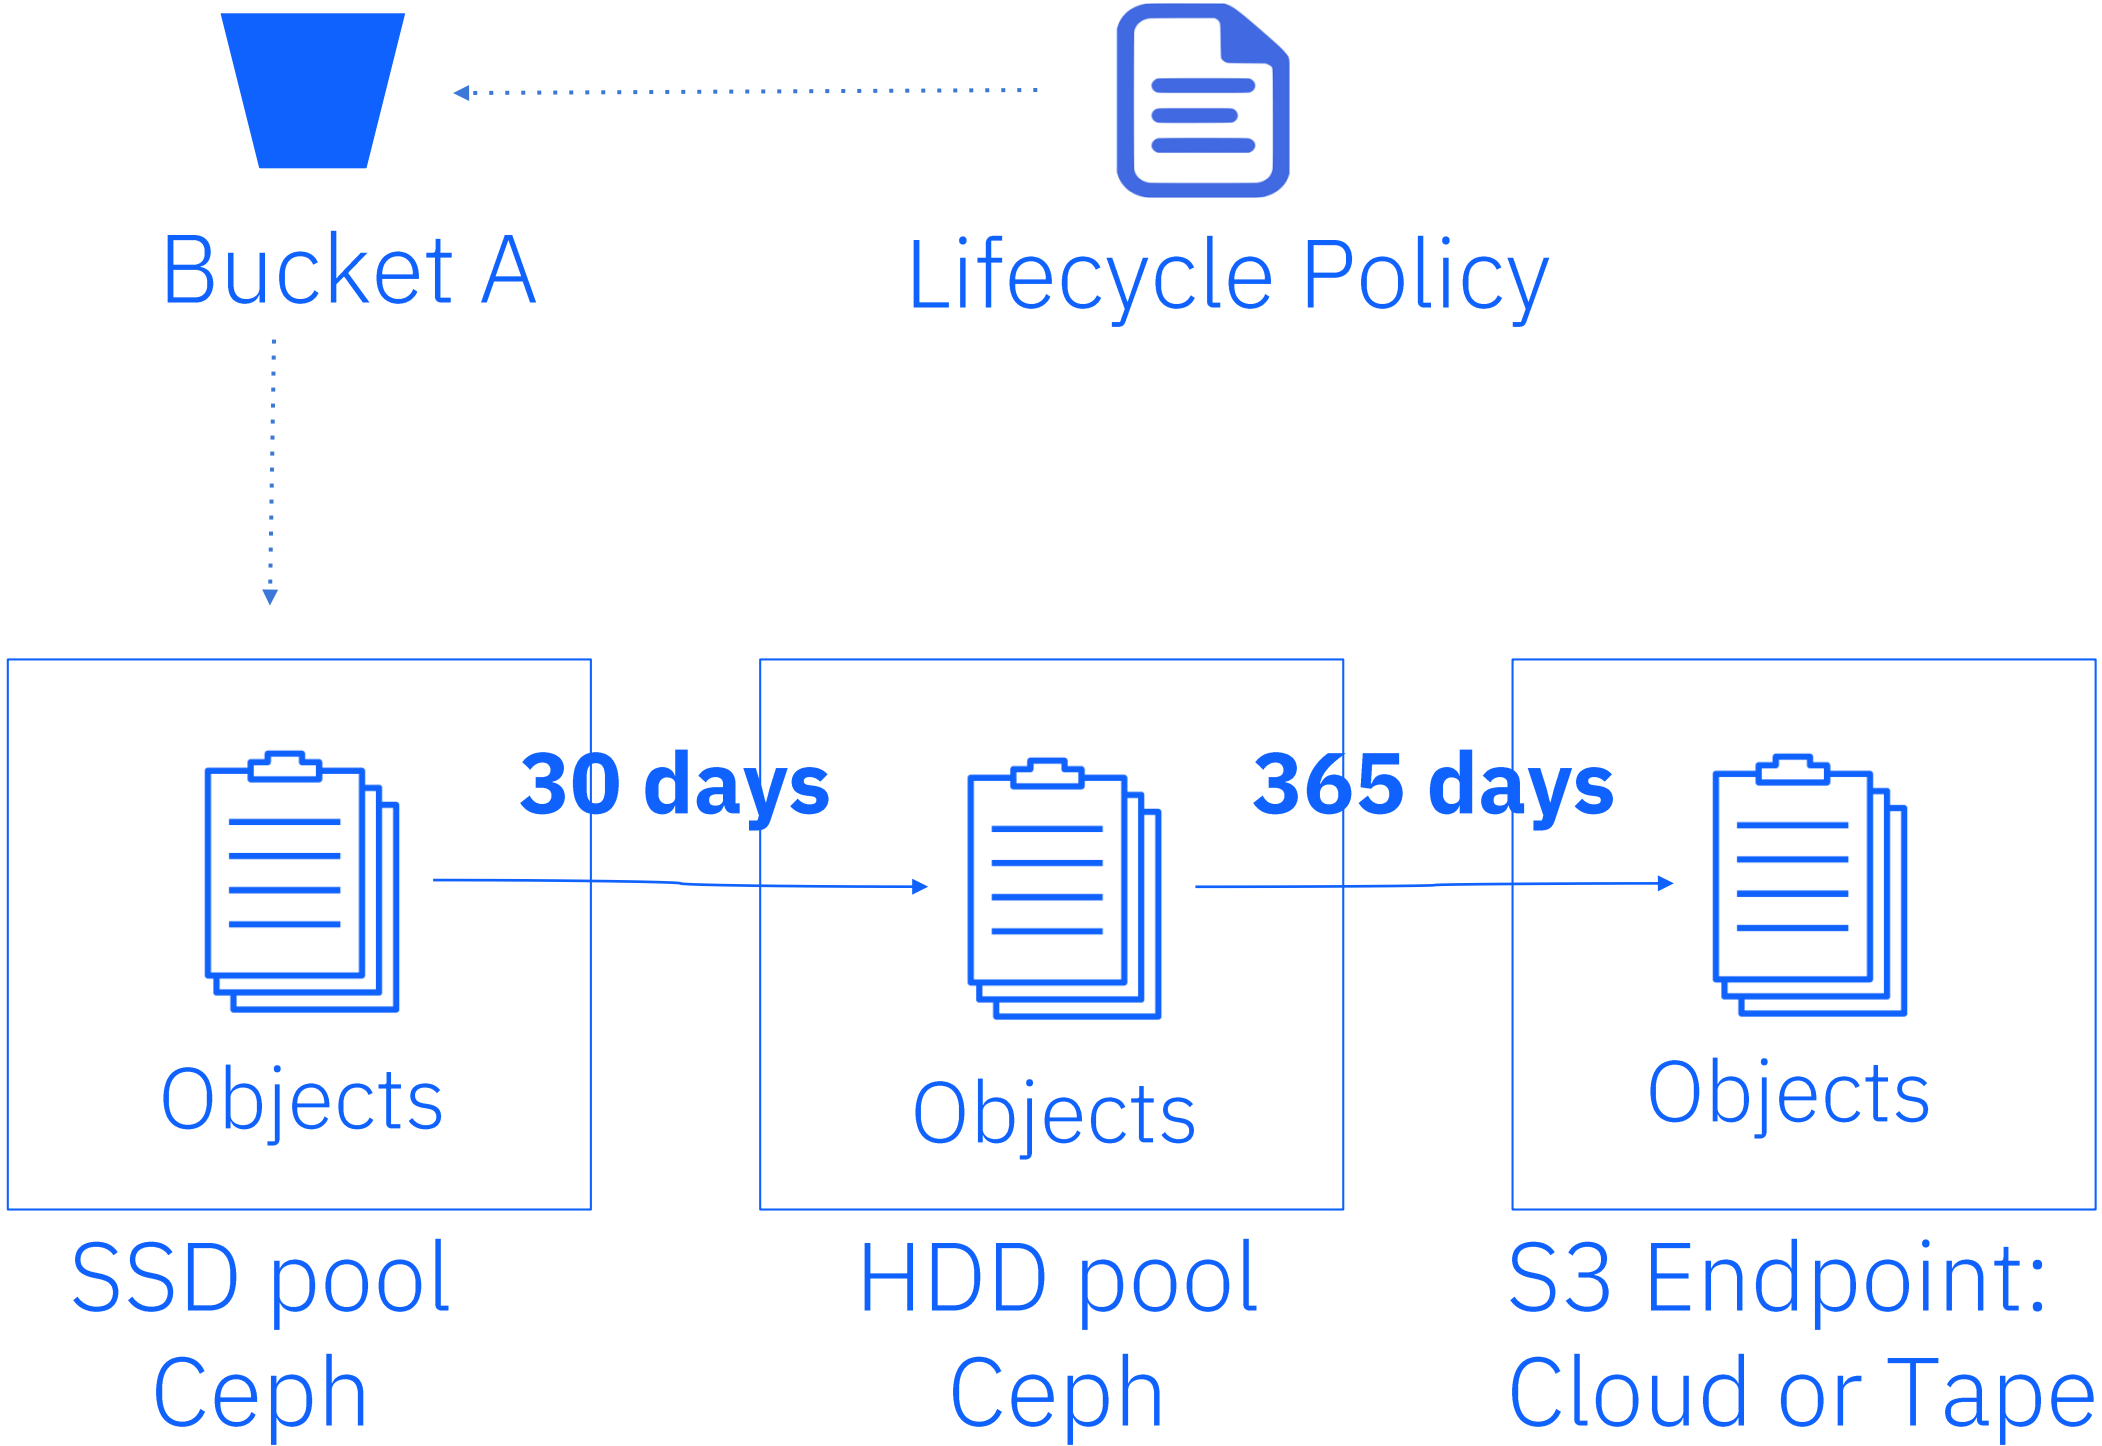 Bucket A
Lifecycle Policy
30 days
365 days
Objects
Objects
Objects
SSD pool
Ceph
HDD pool
Ceph
S3 Endpoint:
Cloud or Tape